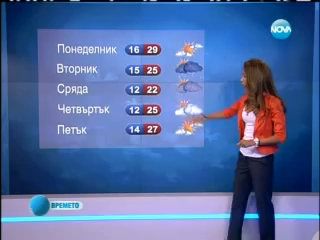 Понеделник 16 29
Вторник 15 25
Сряда 12 22
Четвъртък 12 25
Петък 14 27
NOVA
ВРЕМЕТО